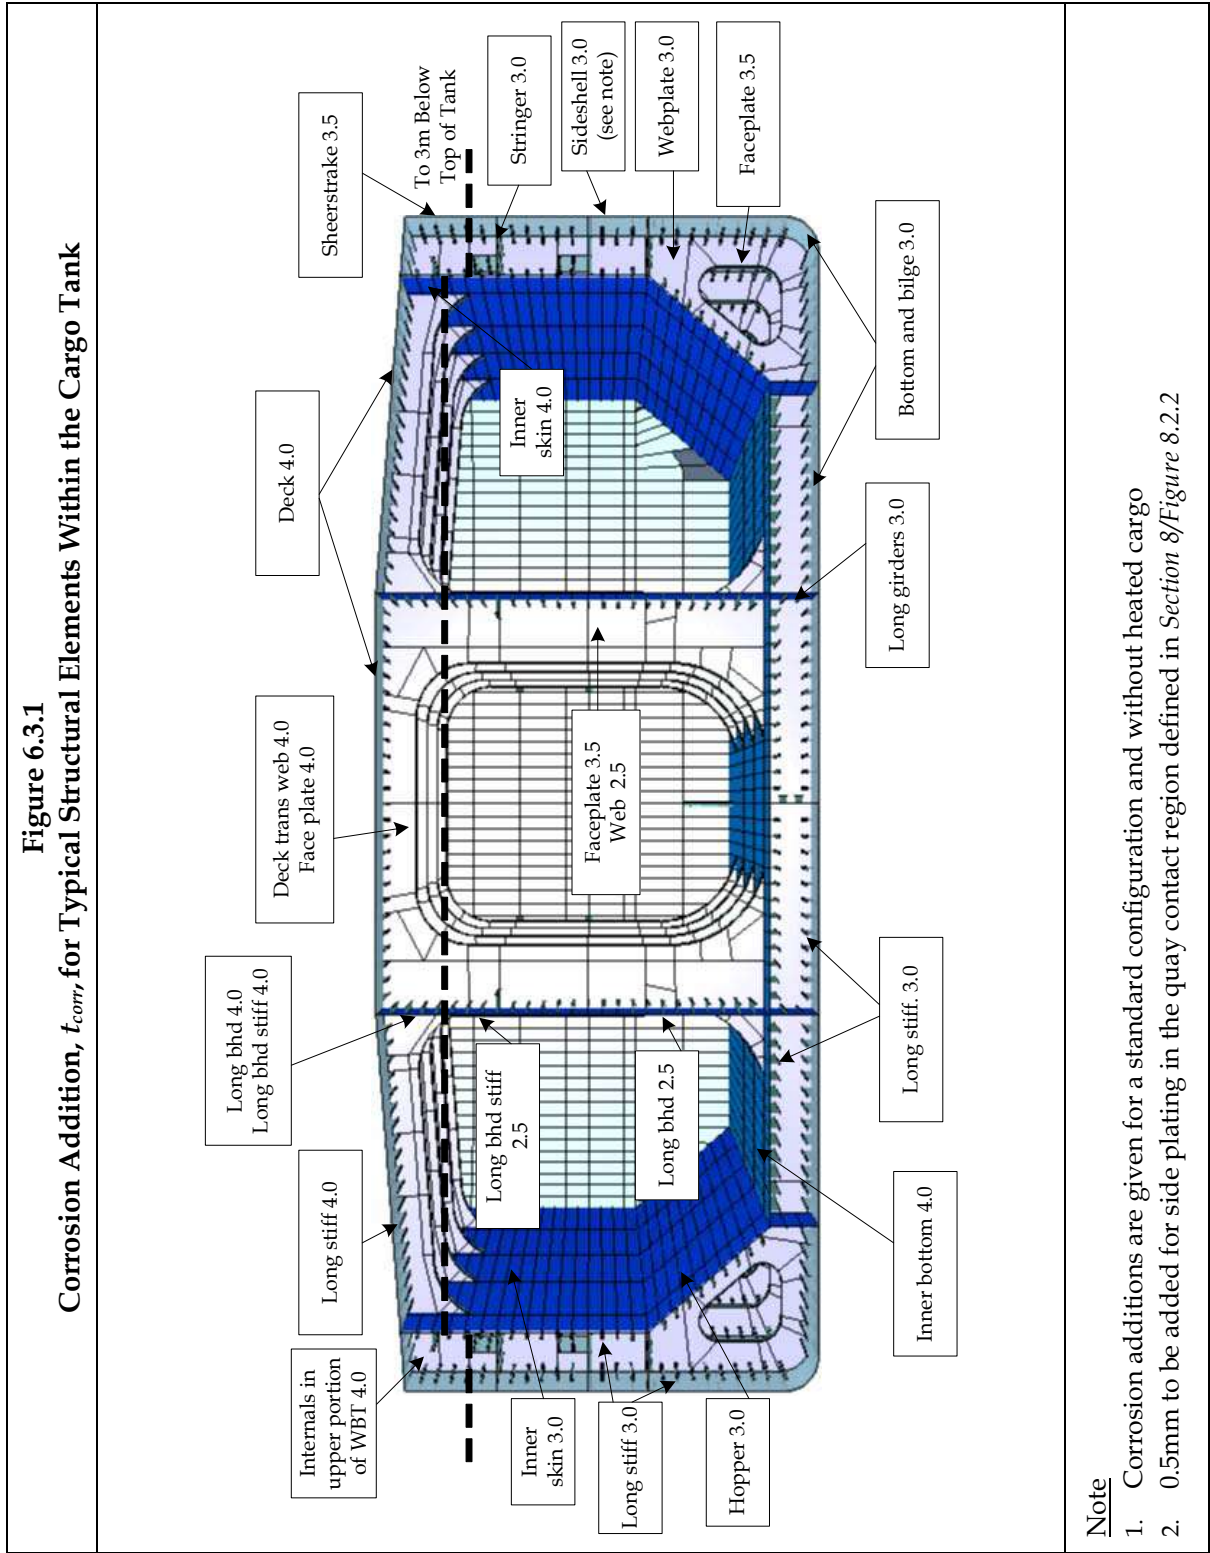 Figure 6.3.1
Corrosion Addition, tcorr, for Typical Structural Elements Within the Cargo Tank
Internals in
upper portion
of WBT 4.0
Long stiff 4.0
Long bhd 4.0
Long bhd stiff 4.0
Deck trans web 4.0
Face plate 4.0
Deck 4.0
Sheerstrake 3.5
To 3m Below
Top of Tank
Stringer 3.0
Sideshell 3.0
(see note)
Webplate 3.0
Faceplate 3.5
Inner
skin 4.0
Faceplate 3.5
Web 2.5
Long bhd stiff
2.5
Long bhd 2.5
Inner
skin 3.0
Long stiff 3.0
Hopper 3.0
Inner bottom 4.0
Long stiff. 3.0
Long girders 3.0
Bottom and bilge 3.0
Note
1. Corrosion additions are given for a standard configuration and without heated cargo
2. 0.5mm to be added for side plating in the quay contact region defined in Section 8/Figure 8.2.2